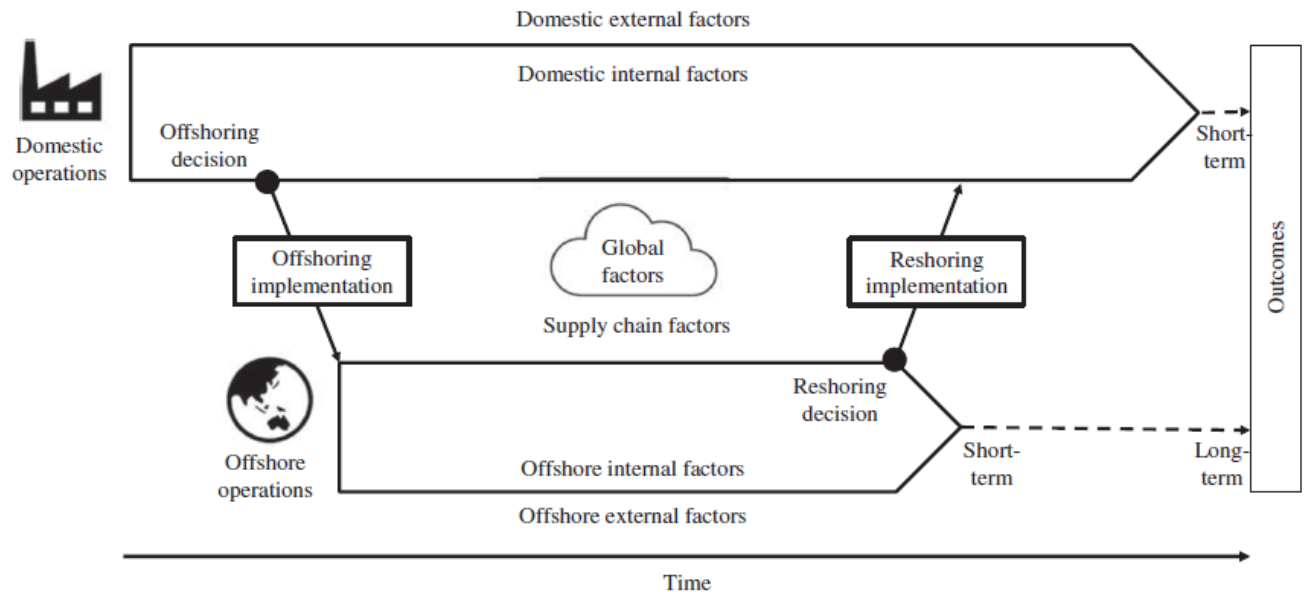 Domestic external factors
Domestic internal factors
Domestic
operations
Offshoring
decision
Short-
term
Offshoring
implementation
Global
factors
Supply chain factors
Reshoring
implementation
Outcomes
Reshoring
decision
Offshore
operations
Offshore internal factors
Offshore external factors
Short-
term
Long-
term
Time